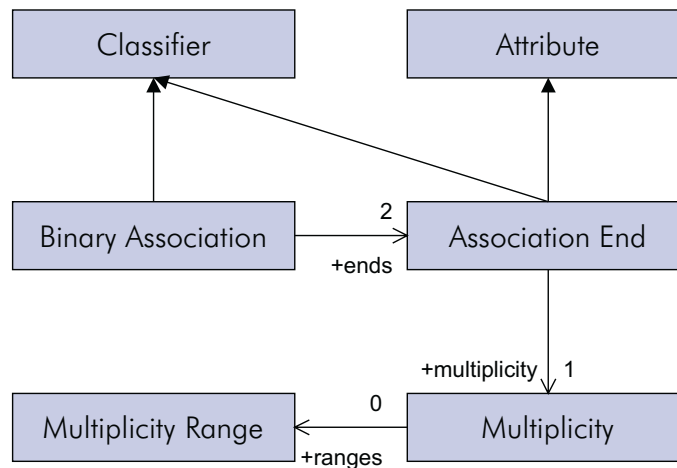 Classifier
Attribute
2
Binary Association
Association End
+ends
+multiplicity
1
0
Multiplicity Range
Multiplicity
+ranges